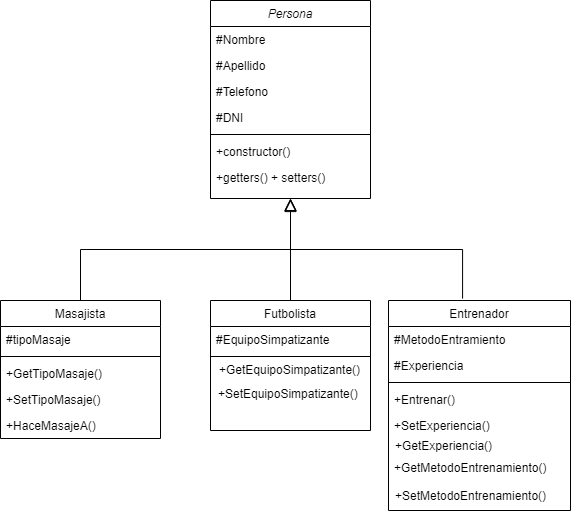 Persona
#Nombre
#Apellido
#Telefono
#DNI
+constructor()
+getters() + setters()
Masajista
#tipoMasaje
+GetTipoMasaje()
+SetTipoMasaje()
+HaceMasajeA()
Futbolista
#EquipoSimpatizante
+GetEquipoSimpatizante()
+SetEquipoSimpatizante()
Entrenador
#MetodoEntramiento
#Experiencia
+Entrenar()
+SetExperiencia()
+GetExperiencia()
+GetMetodoEntrenamiento()
+SetMetodoEntrenamiento()